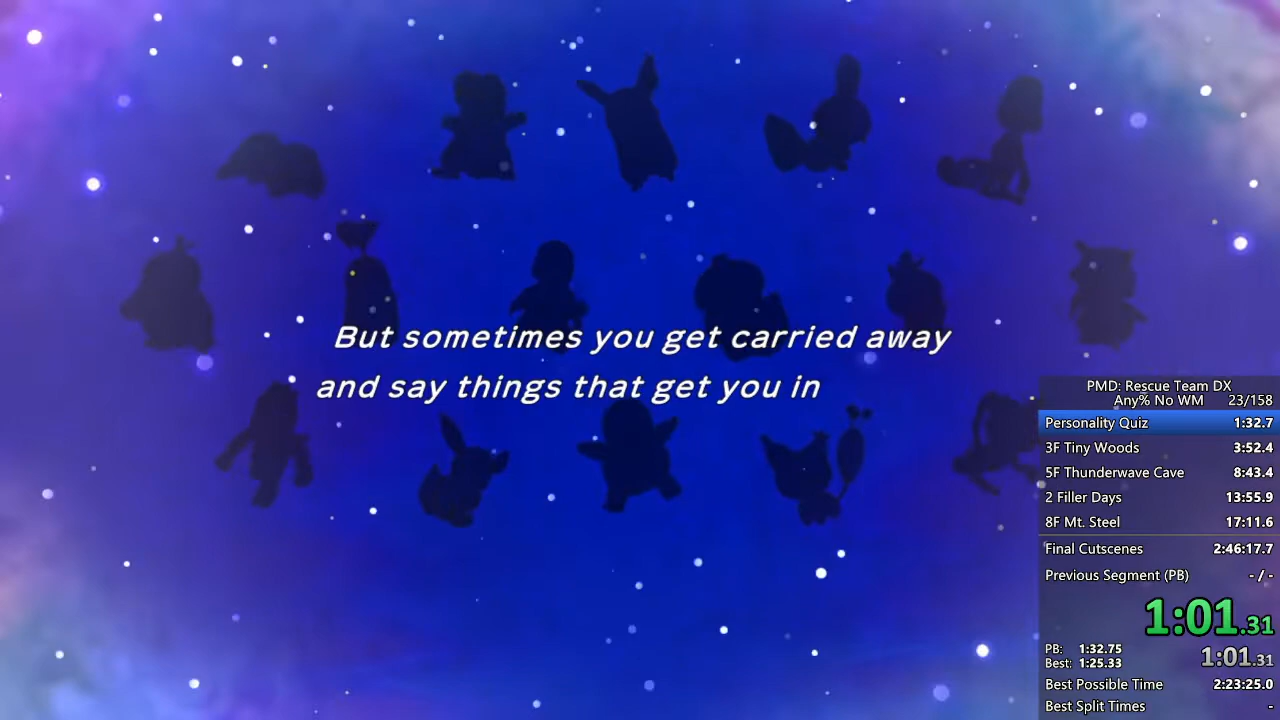 But sometimes you get carried away
and say things that get you in
PMD: Rescue Team DX
Any% No WM 23/158
Personality Quiz 1:32.7
3F Tiny Woods 3:52.4
5F Thunderwave Cave 8:43.4
2 Filler Days 13:55.9
8F Mt. Steel 17:11.6
Final Cutscenes 2:46:17.7
Previous Segment (PB) - / -
1:01.31
PB: 1:32.75
Best: 1:25.33 1:01.31
Best Possible Time 2:23:25.0
Best Split Times -